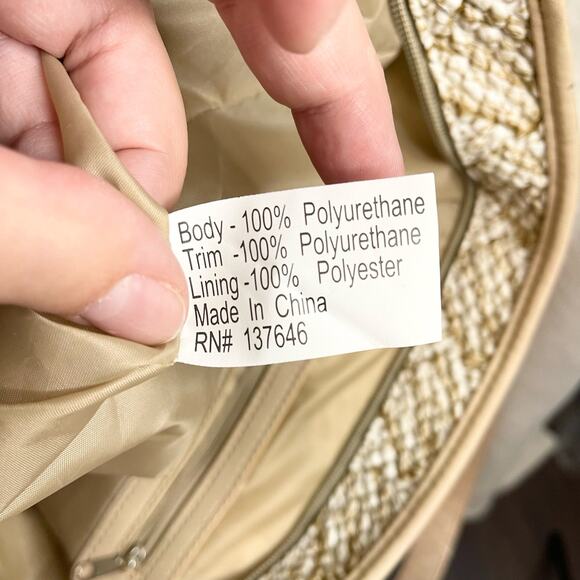 Body - 100% Polyurethane
Trim -100% Polyurethane
Lining -100% Polyester
Made In China
RN# 137646